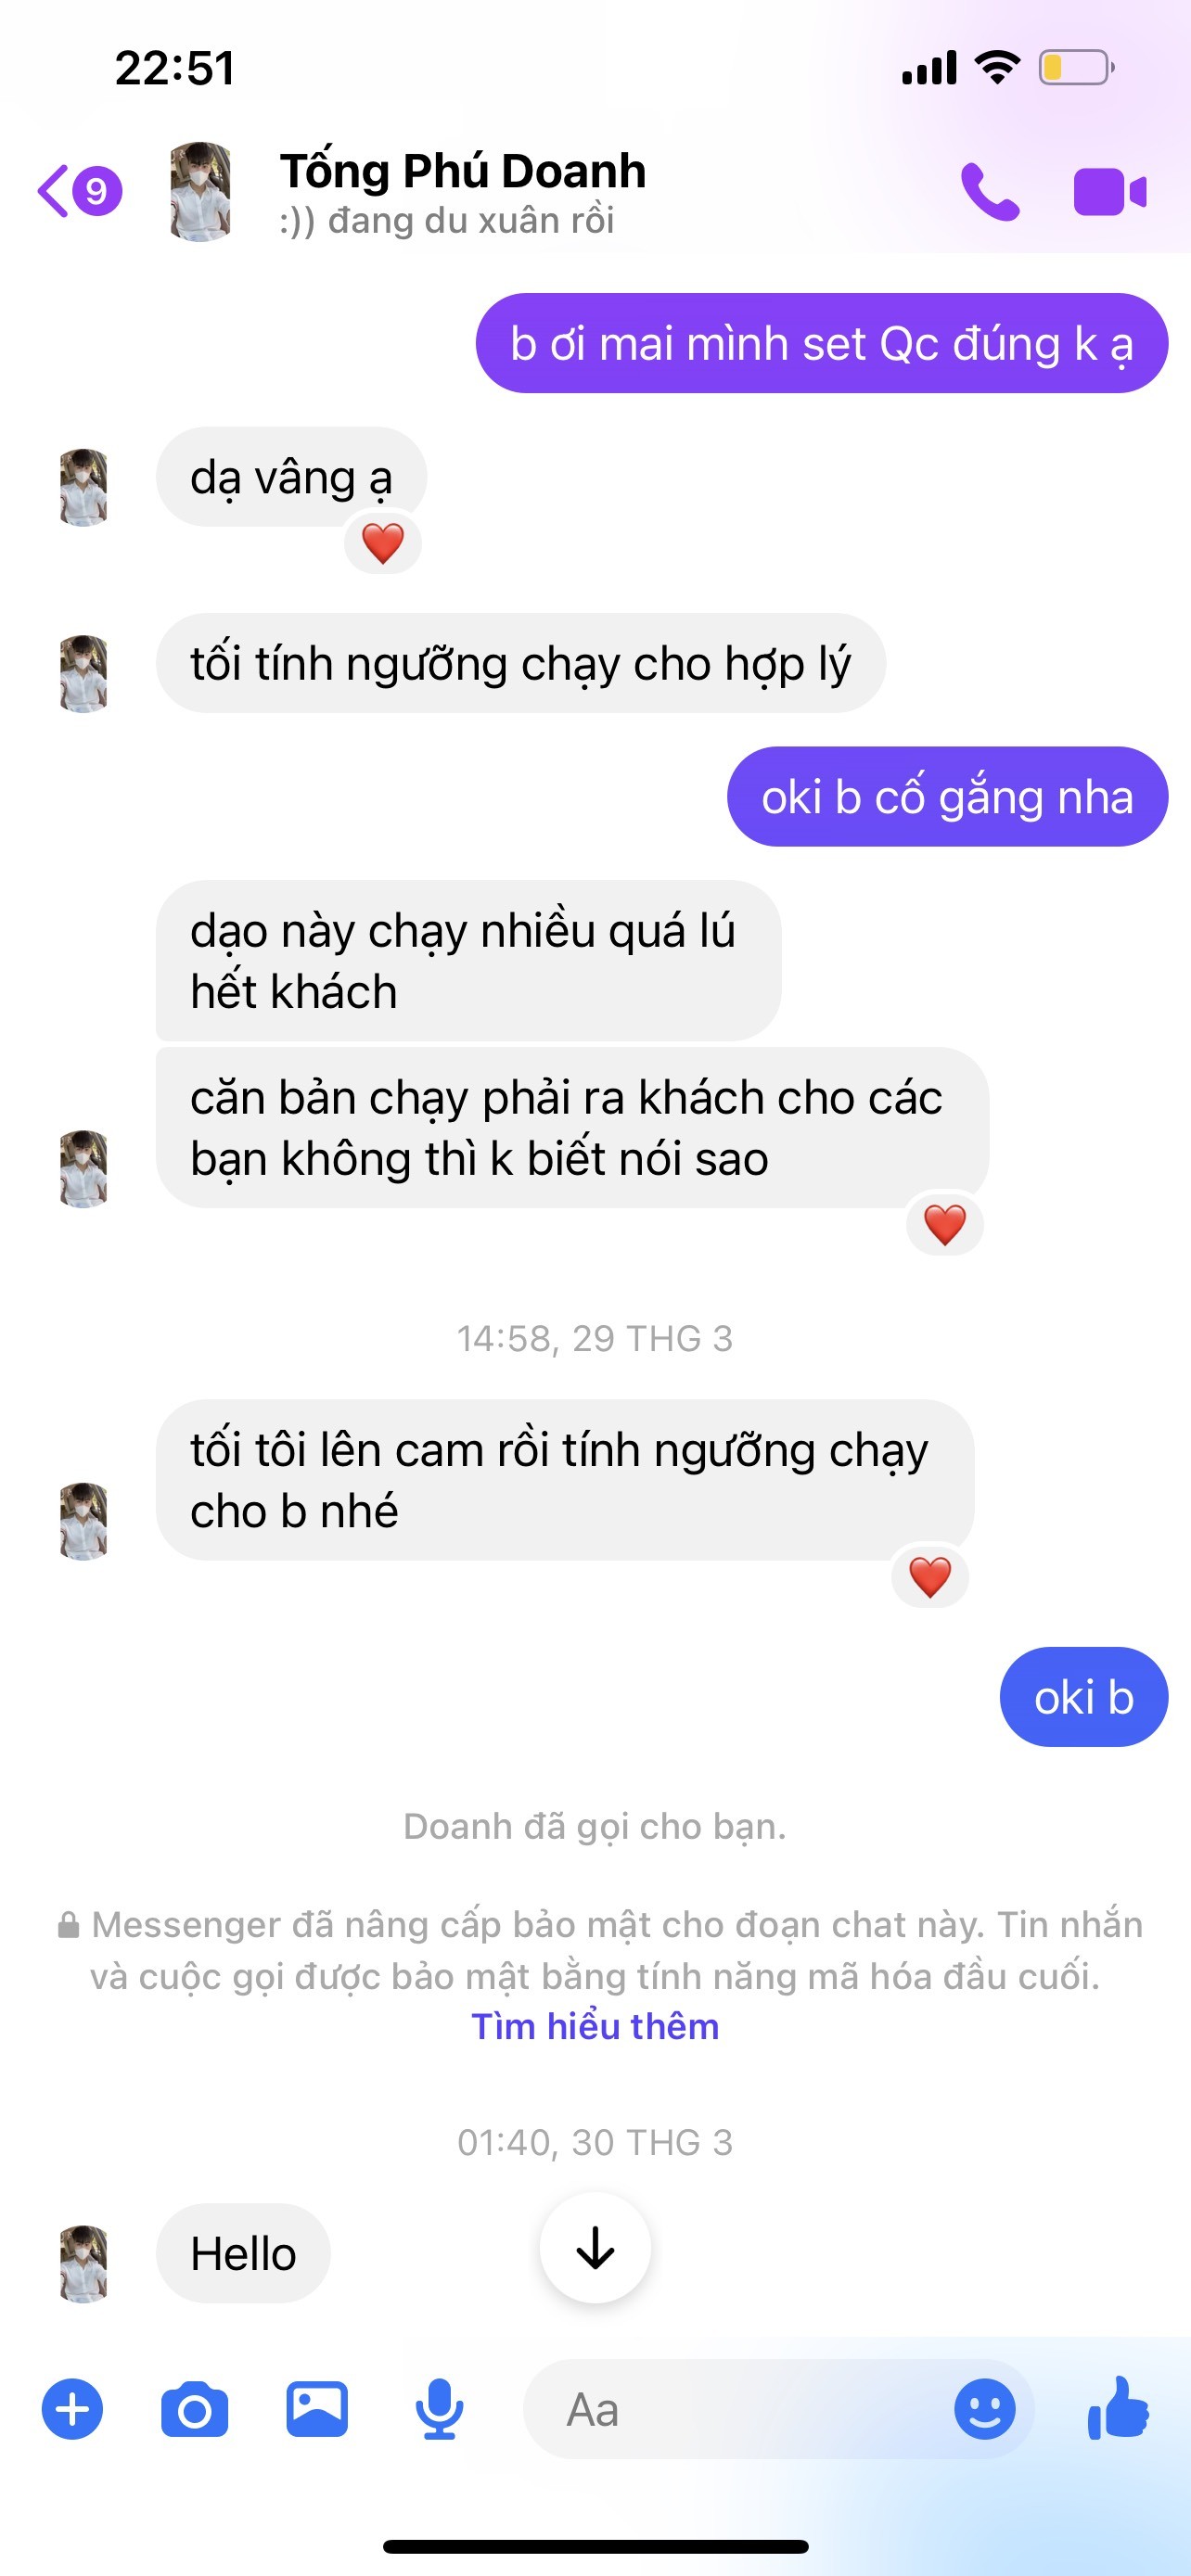 22:51
9
Tống Phú Doanh
:)) đang du xuân rồi
b ơi mai mình set Qc đúng k ạ
dạ vâng ạ
tối tính ngưỡng chạy cho hợp lý
oki b cố gắng nha
dạo này chạy nhiều quá lú
hết khách
căn bản chạy phải ra khách cho các
bạn không thì k biết nói sao
14:58, 29 THG 3
tối tôi lên cam rồi tính ngưỡng chạy
cho b nhé
oki b
Doanh đã gọi cho bạn.
Messenger đã nâng cấp bảo mật cho đoạn chat này. Tin nhắn
và cuộc gọi được bảo mật bằng tính năng mã hóa đầu cuối.
Tìm hiểu thêm
01:40, 30 THG 3
Hello
Aa